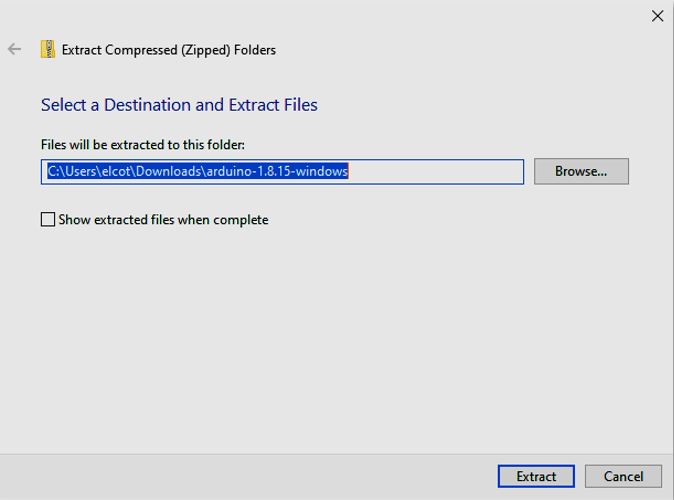 Extract Compressed (Zipped) Folders
Select a Destination and Extract Files
Files will be extracted to this folder:
C:\Users\elcot\Downloads\arduino-1.8.15-windows
Browse...
Show extracted files when complete
Extract
Cancel